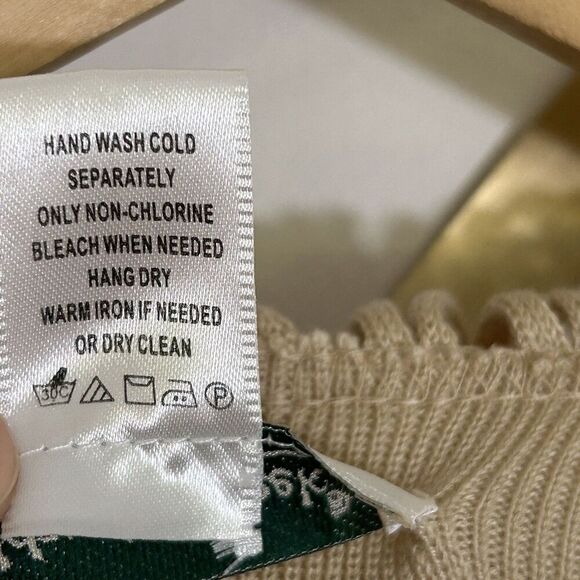 HAND WASH COLD
SEPARATELY
ONLY NON-CHLORINE
BLEACH WHEN NEEDED
HANG DRY
WARM IRON IF NEEDED
OR DRY CLEAN
30C P